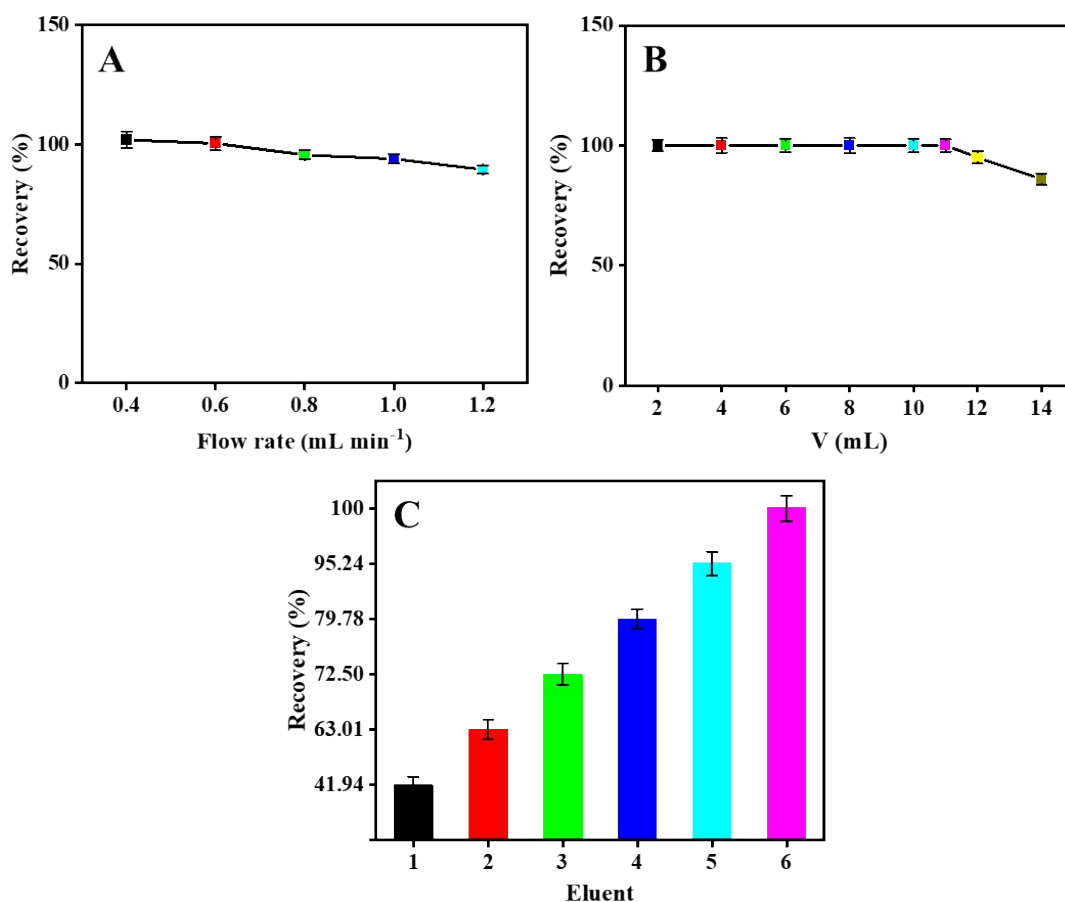 A
Recovery (%)
150
100
50
0
0.4 0.6 0.8 1.0 1.2
Flow rate (mL min⁻¹)
B
Recovery (%)
150
100
50
0
2 4 6 8 10 12 14
V (mL)
C
Recovery (%)
100
95.24
79.78
72.50
63.01
41.94
1 2 3 4 5 6
Eluent